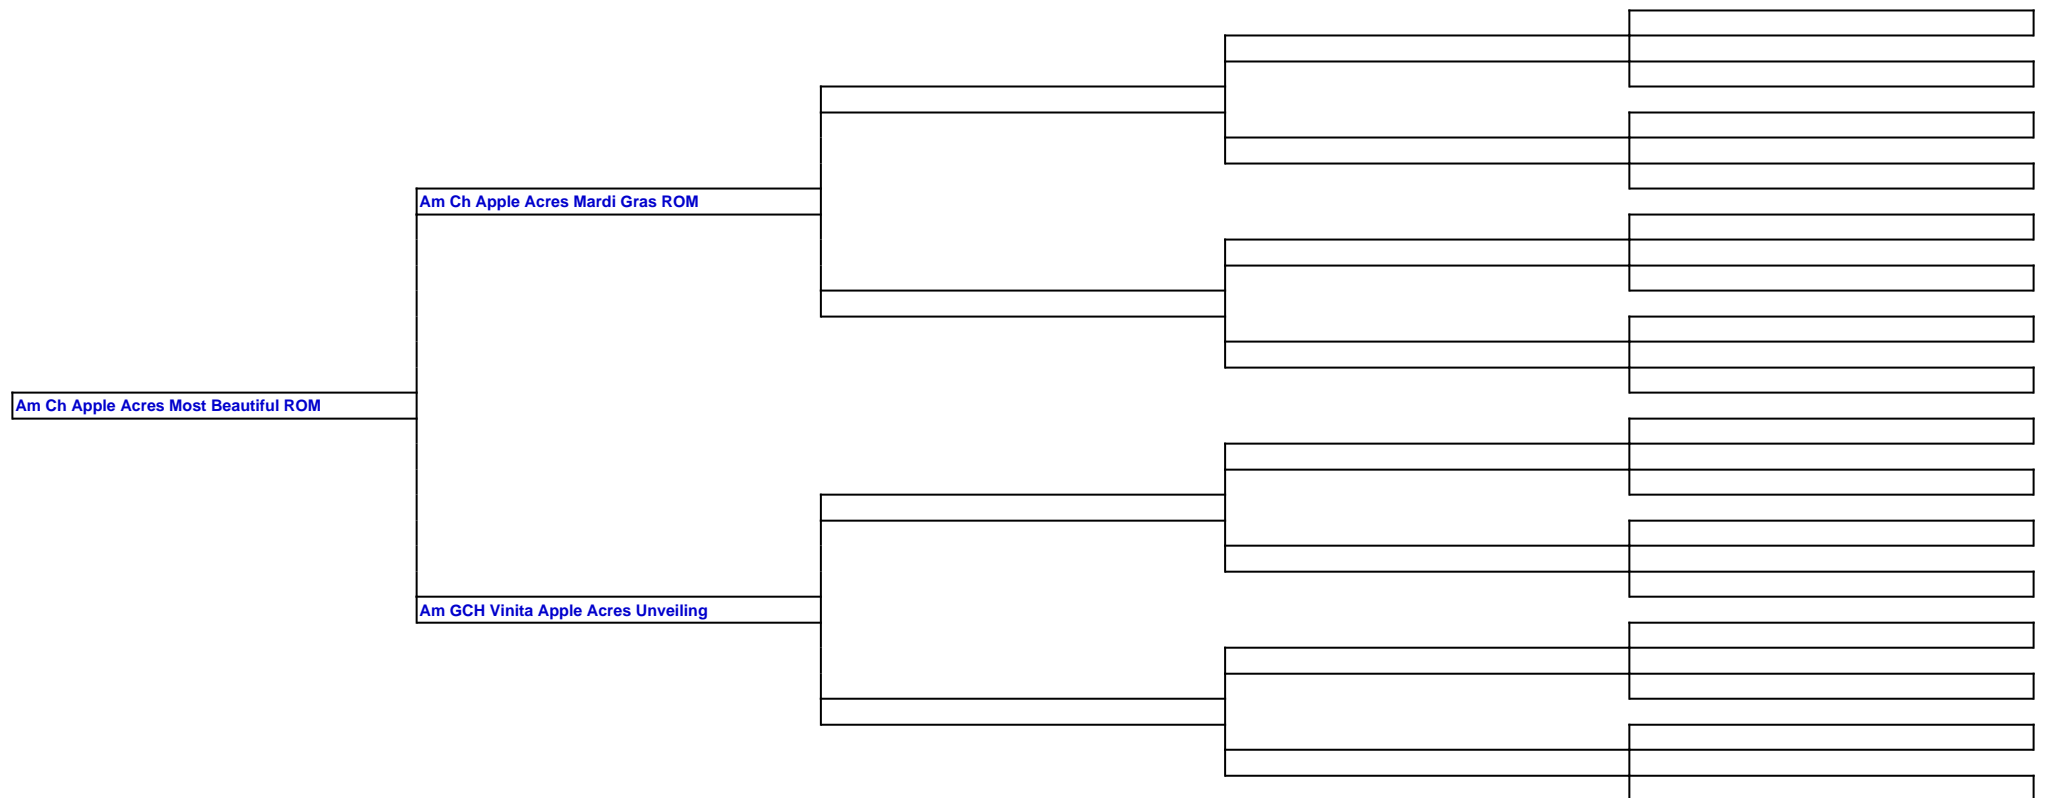 Am Ch Apple Acres Mardi Gras ROM
Am Ch Apple Acres Most Beautiful ROM
Am GCH Vinita Apple Acres Unveiling